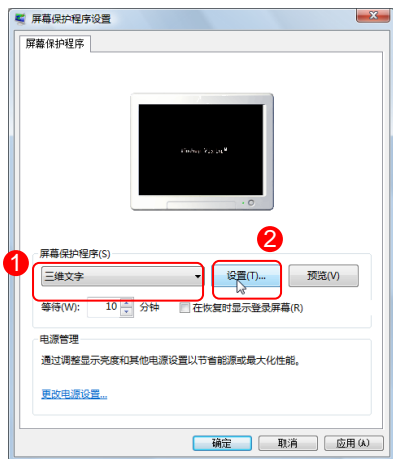 屏幕保护程序设置
屏幕保护程序
2
屏幕保护程序(S)
1
三维文字
设置(T)...
预览(V)
等待(W): 10 分钟 在恢复时显示登录屏幕(R)
电源管理
通过调整显示亮度和其他电源设置以节省能源或最大化性能。
更改电源设置...
确定 取消 应用(A)